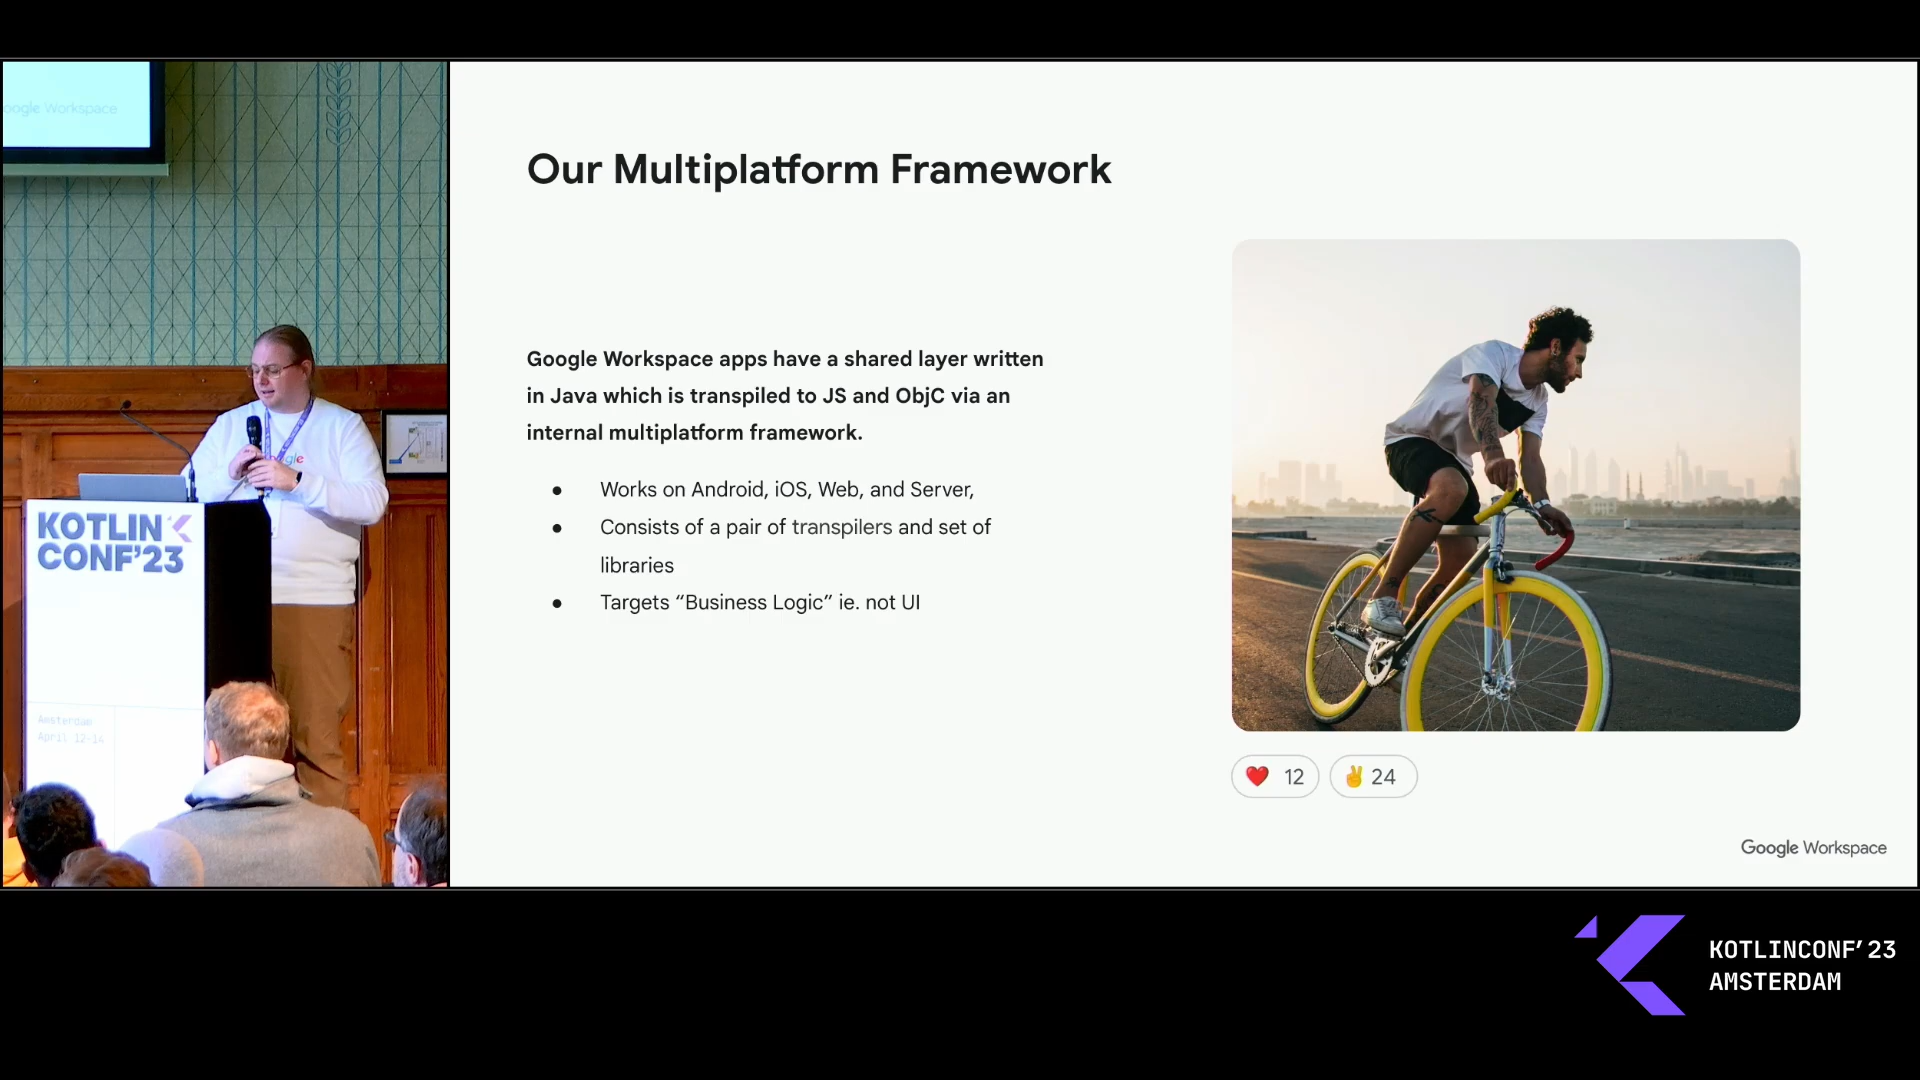 oogle Workspace
gle
KOTLIN
CONF’23
Amsterdam
April 12-14
Our Multiplatform Framework
Google Workspace apps have a shared layer written
in Java which is transpiled to JS and ObjC via an
internal multiplatform framework.
● Works on Android, iOS, Web, and Server,
● Consists of a pair of transpilers and set of
libraries
● Targets “Business Logic” ie. not UI
12
24
Google Workspace
KOTLINCONF’23
AMSTERDAM